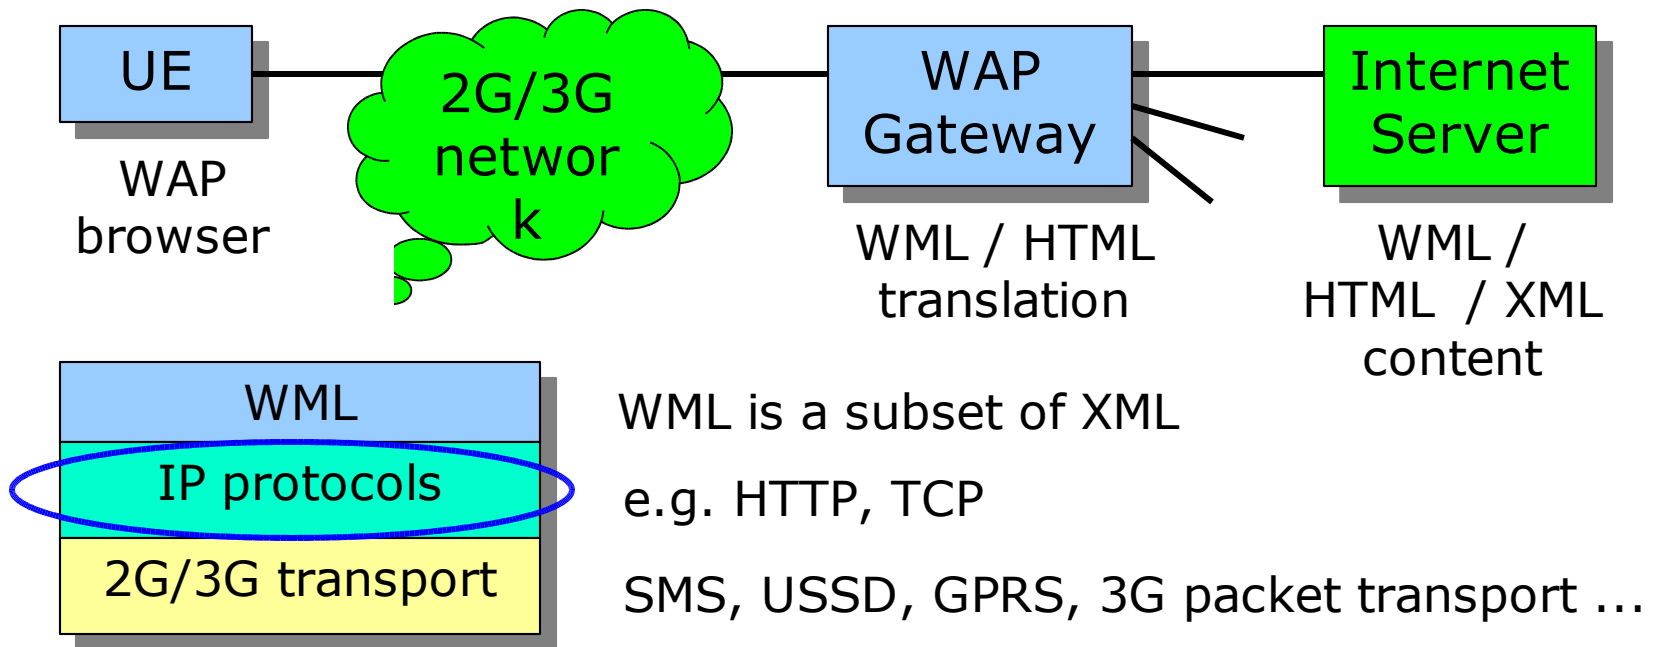 UE
2G/3G
networ
k
WAP
Gateway
Internet
Server
WAP
browser
WML / HTML
translation
WML /
HTML / XML
content
WML
WML is a subset of XML
IP protocols
e.g. HTTP, TCP
2G/3G transport
SMS, USSD, GPRS, 3G packet transport ...